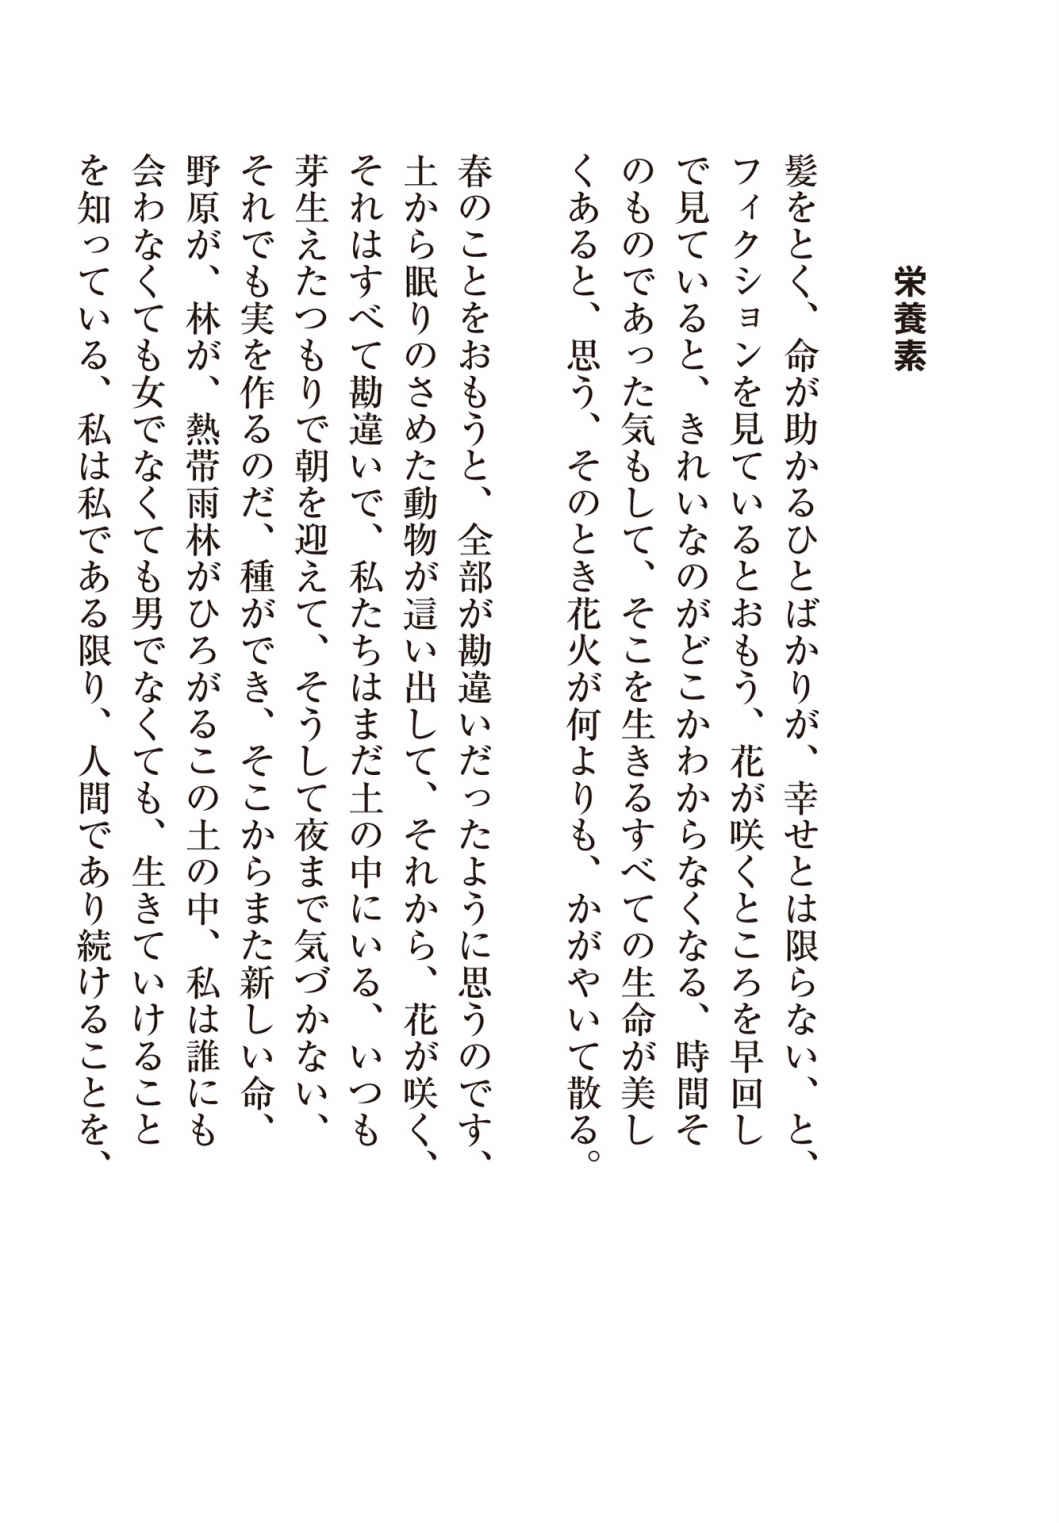 栄養素
髪をとく、命が助かるひとばかりが、幸せとは限らない、と、
フィクションを見ているとおもう、花が咲くところを早回し
で見ていると、きれいなのがどこかわからなくなる、時間そ
のものであった気もして、そこを生きるすべての生命が美し
くあると、思う、そのとき花火が何よりも、かがやいて散る。
春のことをおもうと、全部が勘違いだったように思うのです、
土から眠りのさめた動物が這い出して、それから、花が咲く、
それはすべて勘違いで、私たちはまだ土の中にいる、いつも
芽生えたつもりで朝を迎えて、そうして夜まで気づかない、
それでも実を作るのだ、種ができ、そこからまた新しい命、
野原が、林が、熱帯雨林がひろがるこの土の中、私は誰にも
会わなくても女でなくても男でなくても、生きていけること
を知っている、私は私である限り、人間であり続けることを、